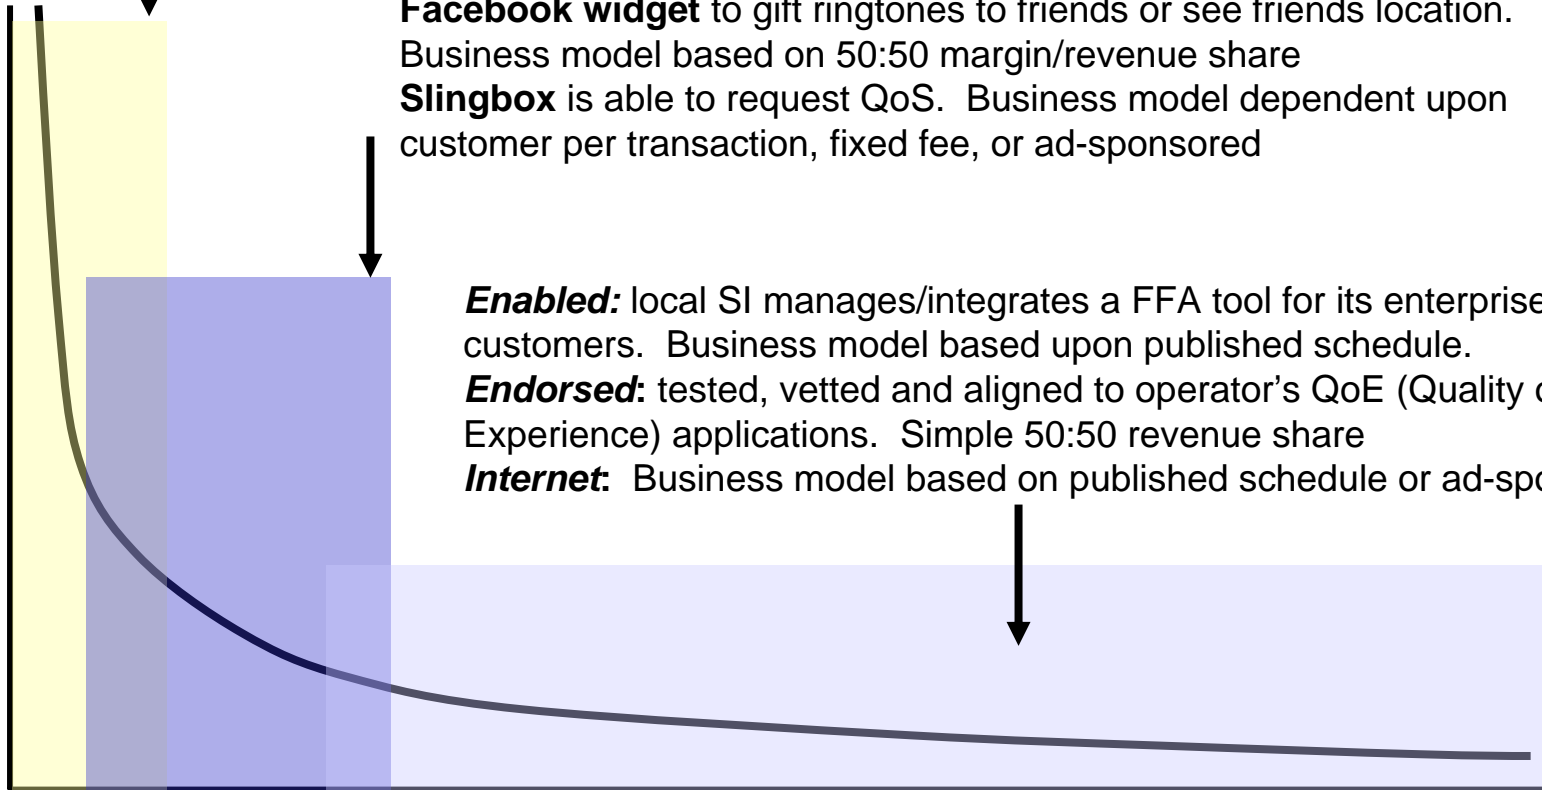 Facebook widget to gift ringtones to friends or see friends location.
Business model based on 50:50 margin/revenue share
Slingbox is able to request QoS. Business model dependent upon
customer per transaction, fixed fee, or ad-sponsored
Enabled: local SI manages/integrates a FFA tool for its enterprise
customers. Business model based upon published schedule.
Endorsed: tested, vetted and aligned to operator’s QoE (Quality
Experience) applications. Simple 50:50 revenue share
Internet: Business model based on published schedule or